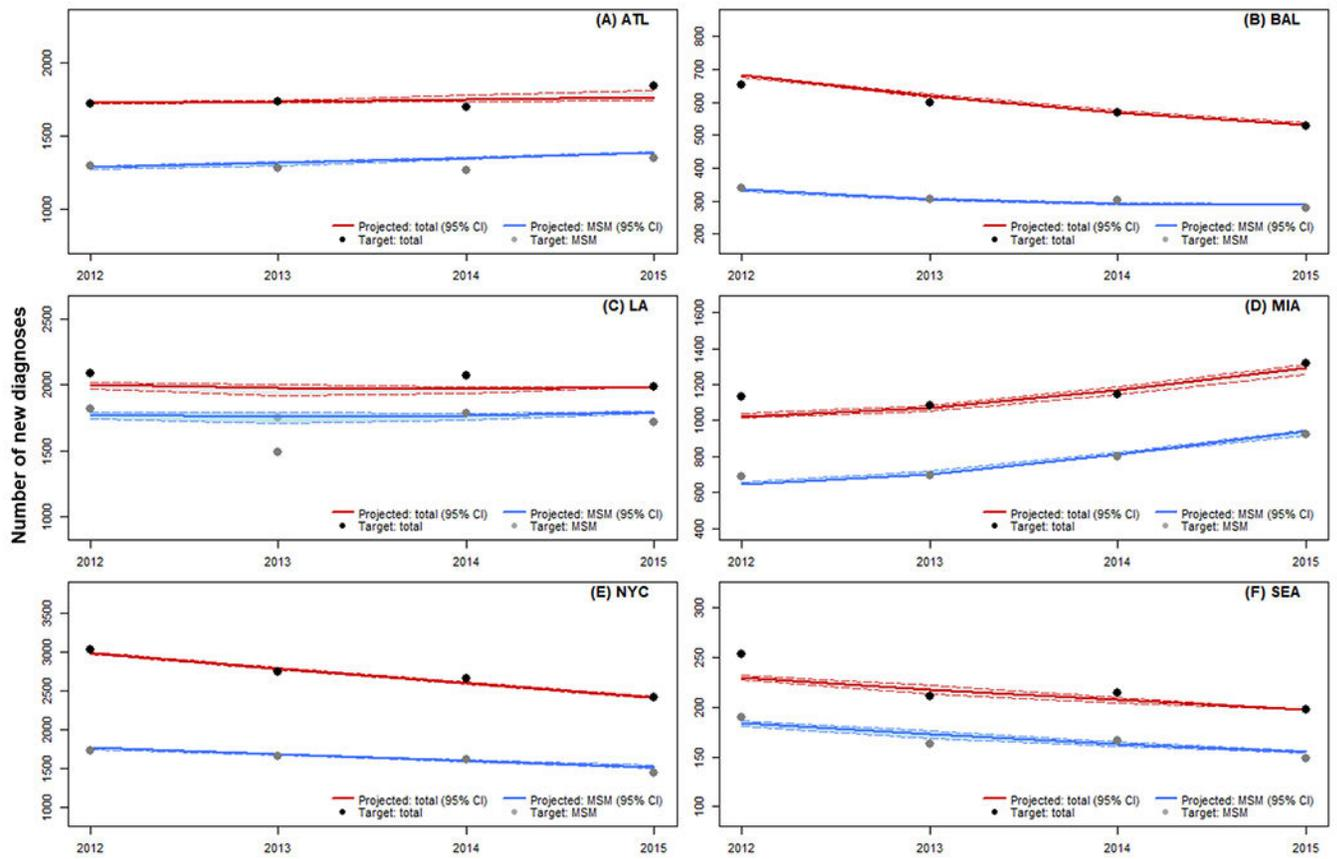 Number of new diagnoses
(A) ATL
2000
1500
1000
Projected: total (95% CI) Projected: MSM (95% CI)
Target: total Target: MSM
2012 2013 2014 2015
(B) BAL
800
700
600
500
400
300
200
Projected: total (95% CI) Projected: MSM (95% CI)
Target: total Target: MSM
2012 2013 2014 2015
(C) LA
2500
2000
1500
1000
Projected: total (95% CI) Projected: MSM (95% CI)
Target: total Target: MSM
2012 2013 2014 2015
(D) MIA
1600
1400
1200
1000
800
600
400
Projected: total (95% CI) Projected: MSM (95% CI)
Target: total Target: MSM
2012 2013 2014 2015
(E) NYC
3500
3000
2500
2000
1500
1000
Projected: total (95% CI) Projected: MSM (95% CI)
Target: total Target: MSM
2012 2013 2014 2015
(F) SEA
300
250
200
150
100
Projected: total (95% CI) Projected: MSM (95% CI)
Target: total Target: MSM
2012 2013 2014 2015